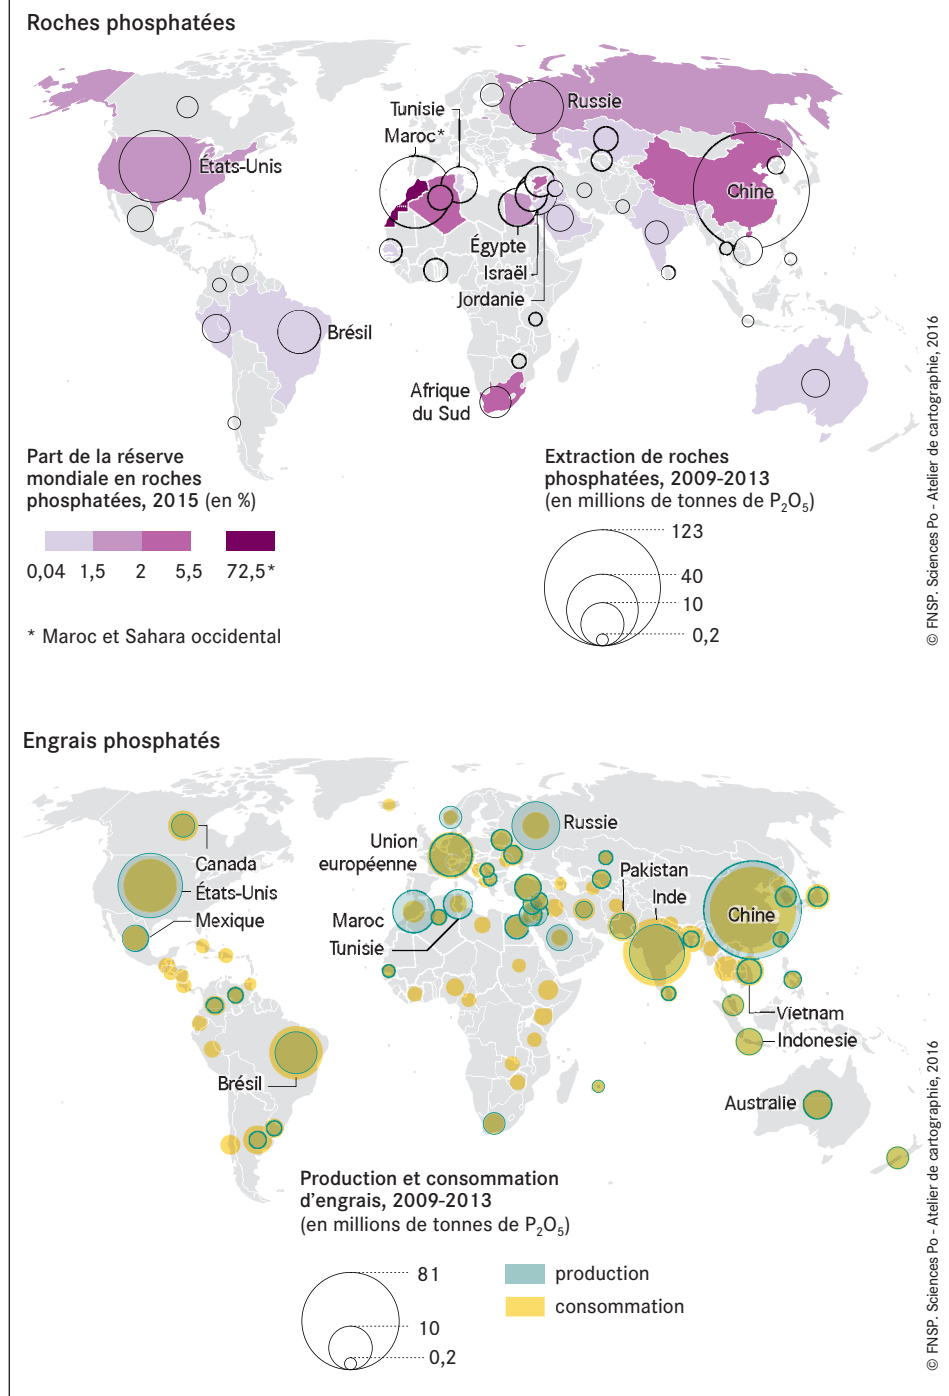 Roches phosphatées
Tunisie
Maroc*
Russie
États-Unis
Chine
Égypte
Israël
Jordanie
Brésil
Afrique
du Sud
Part de la réserve
mondiale en roches
phosphatées, 2015 (en %)
0,04 1,5 2 5,5 72,5*
* Maroc et Sahara occidental
Extraction de roches
phosphatées, 2009-2013
(en millions de tonnes de P₂O₅)
123
40
10
0,2
© FNSP. Sciences Po - Atelier de cartographie, 2016
Engrais phosphatés
Russie
Union
européenne
Canada
États-Unis
Mexique
Pakistan
Inde
Chine
Maroc
Tunisie
Vietnam
Indonesie
Brésil
Australie
Production et consommation
d'engrais, 2009-2013
(en millions de tonnes de P₂O₅)
81
10
0,2
production
consommation
© FNSP. Sciences Po - Atelier de cartographie, 2016